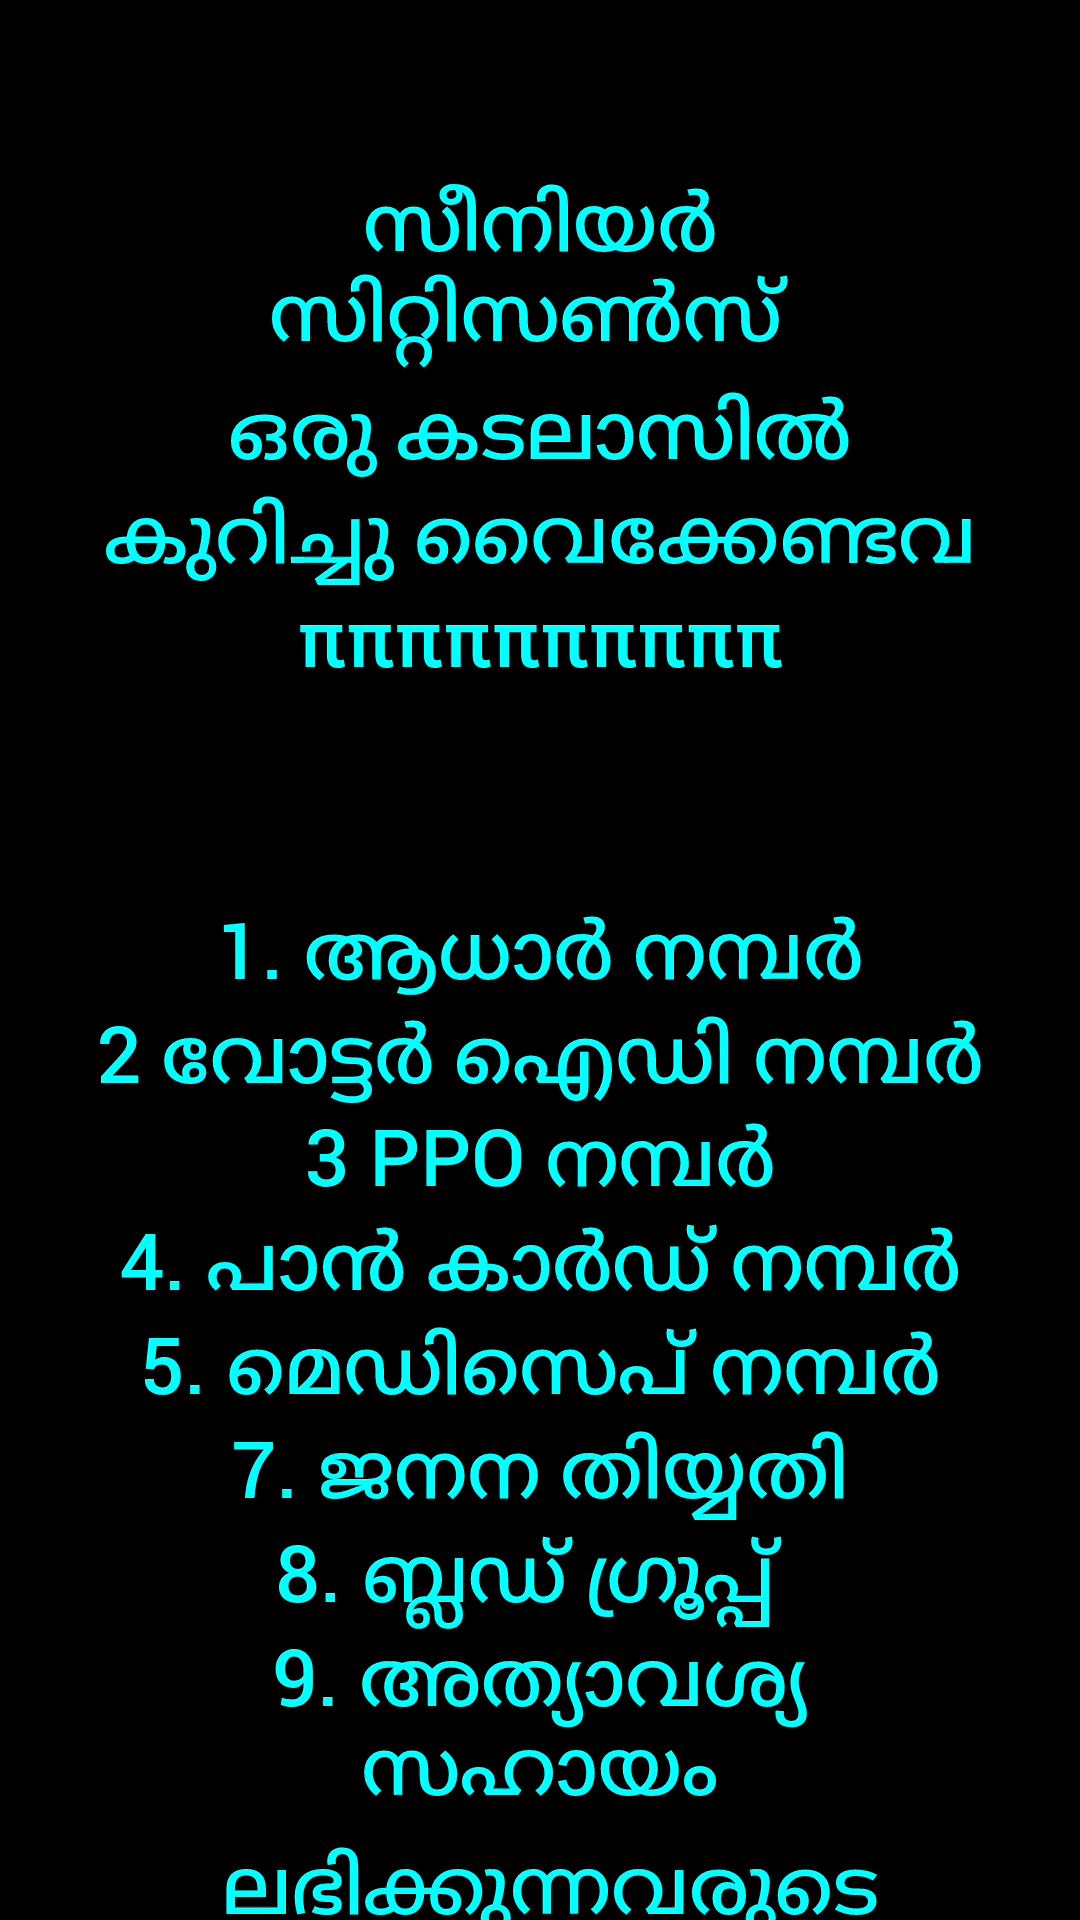 സീനിയർ
സിറ്റിസൺസ്
ഒരു കടലാസിൽ
കുറിച്ചു വൈക്കേണ്ടവ
πππππππππππ
1. ആധാർ നമ്പർ
2 വോട്ടർ ഐഡി നമ്പർ
3 PPO നമ്പർ
4. പാൻ കാർഡ് നമ്പർ
5. മെഡിസെപ് നമ്പർ
7. ജനന തിയ്യതി
8. ബ്ലഡ് ഗ്രൂപ്പ്
9. അത്യാവശ്യ
സഹായം
ലഭിക്കുന്നവരുടെ